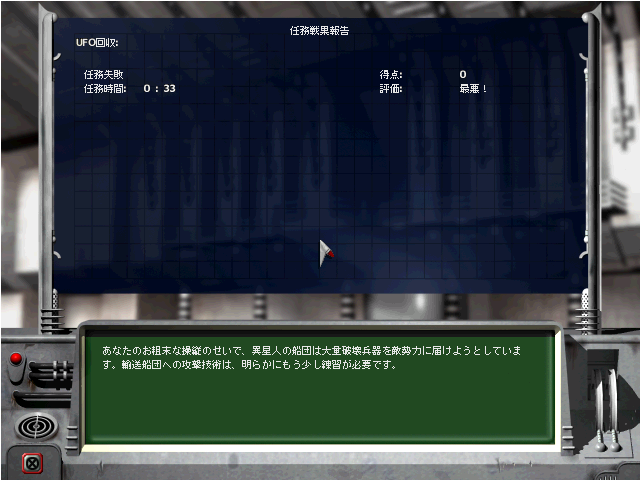 任務戦果報告
UFO回収:
任務失敗 得点: 0
任務時間: 0 : 33 評価: 最悪！
あなたのお粗末な操縦のせいで、異星人の船団は大量破壊兵器を敵勢力に届けようとしていま
す。輸送船団への攻撃技術は、明らかにもう少し練習が必要です。